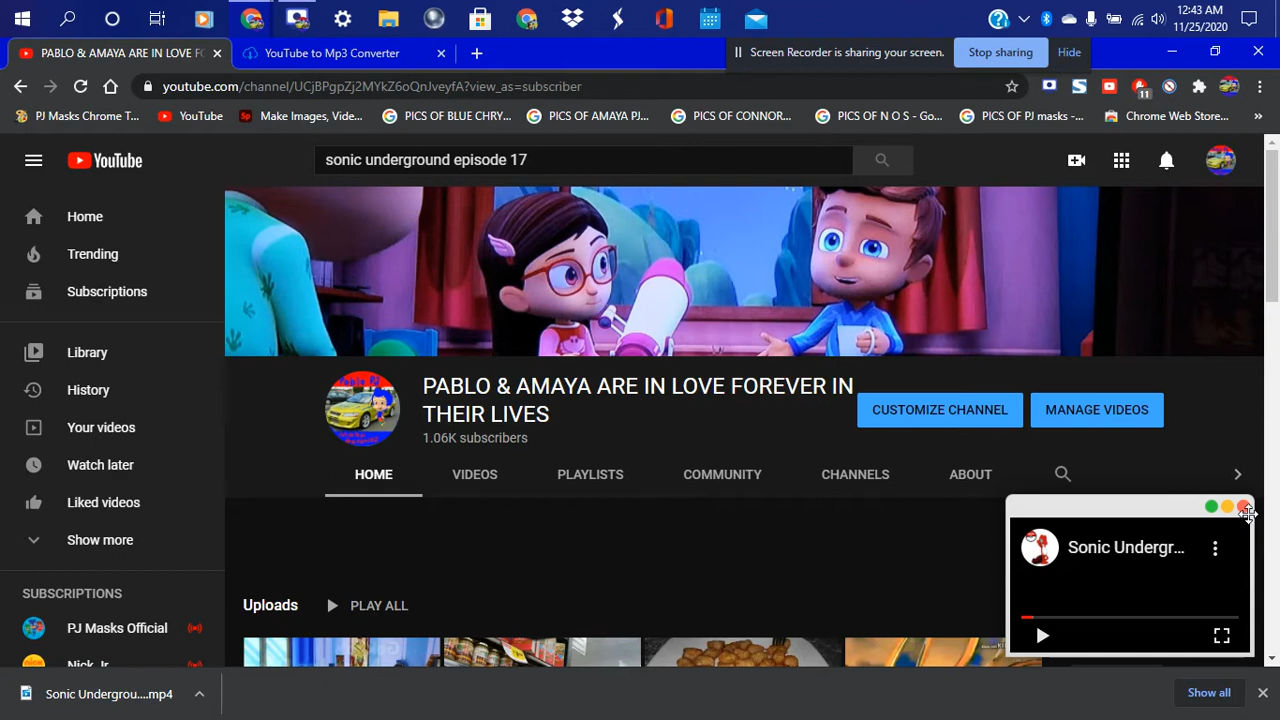 12:43 AM
11/25/2020
PABLO & AMAYA ARE IN LOVE FO
YouTube to Mp3 Converter
Screen Recorder is sharing your screen.
Stop sharing
Hide
youtube.com/channel/UCjBPgpZj2MYkZ6oQnJveyfA?view_as=subscriber
11
PJ Masks Chrome T...
YouTube
Make Images, Vide...
PICS OF BLUE CHRY...
PICS OF AMAYA PJ...
PICS OF CONNOR...
PICS OF N O S - Go...
PICS OF PJ masks - ...
Chrome Web Store...
YouTube
sonic underground episode 17
Home
Trending
Subscriptions
Library
History
Your videos
Watch later
Liked videos
Show more
SUBSCRIPTIONS
PJ Masks Official
Nick Jr.
Pablo PJ
PABLO & AMAYA ARE IN LOVE FOREVER IN
THEIR LIVES
1.06K subscribers
CUSTOMIZE CHANNEL
MANAGE VIDEOS
HOME
VIDEOS
PLAYLISTS
COMMUNITY
CHANNELS
ABOUT
Uploads
PLAY ALL
Sonic Undergr...
Sonic Undergrou....mp4
Show all